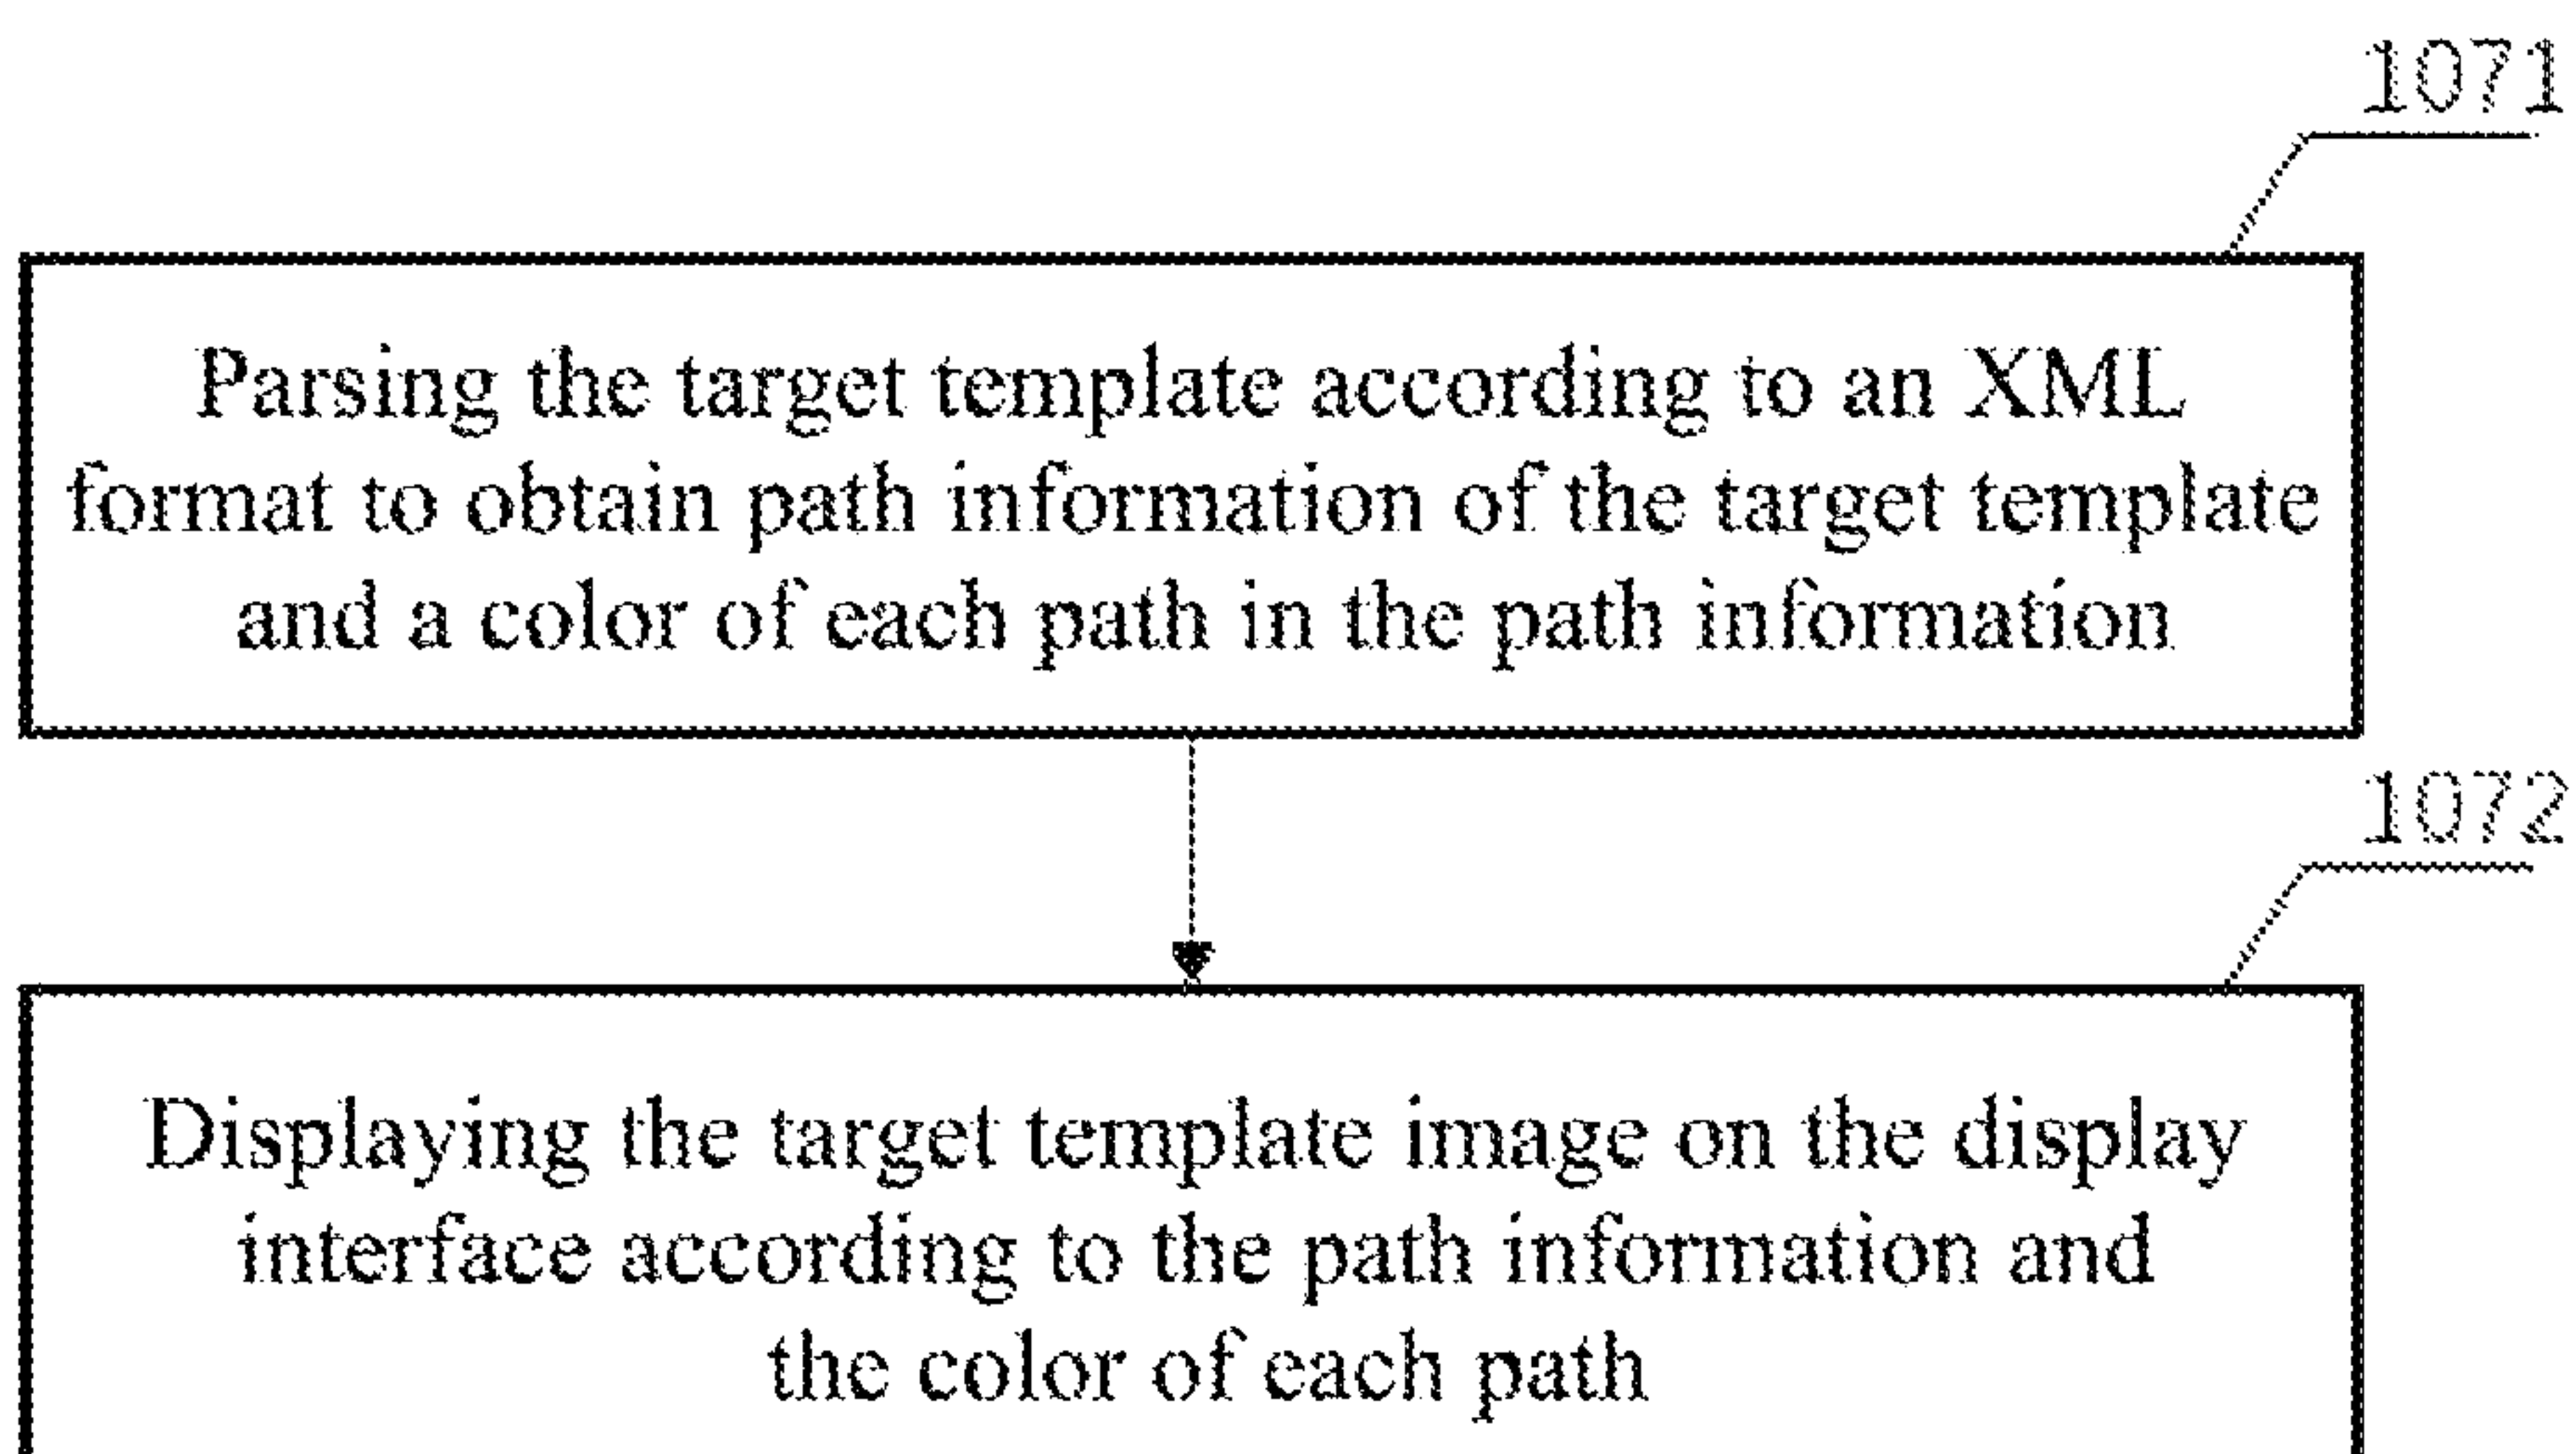 1071
Parsing the target template according to an XML
format to obtain path information of the target template
and a color of each path in the path information
1072
Displaying the target template image on the display
interface according to the path information and
the color of each path